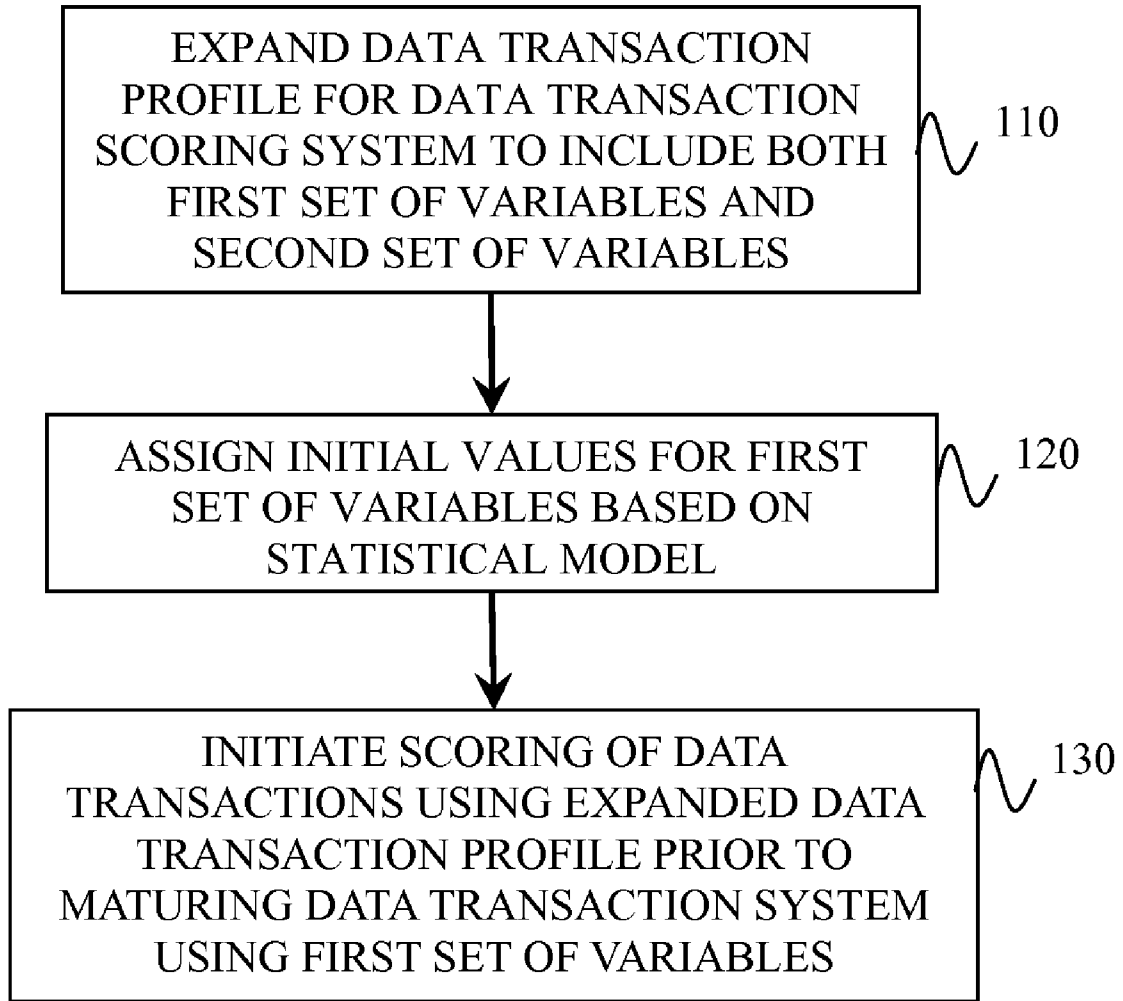 EXPAND DATA TRANSACTION
PROFILE FOR DATA TRANSACTION
SCORING SYSTEM TO INCLUDE BOTH
FIRST SET OF VARIABLES AND
SECOND SET OF VARIABLES
110
ASSIGN INITIAL VALUES FOR FIRST
SET OF VARIABLES BASED ON
STATISTICAL MODEL
120
INITIATE SCORING OF DATA
TRANSACTIONS USING EXPANDED DATA
TRANSACTION PROFILE PRIOR TO
MATURING DATA TRANSACTION SYSTEM
USING FIRST SET OF VARIABLES
130